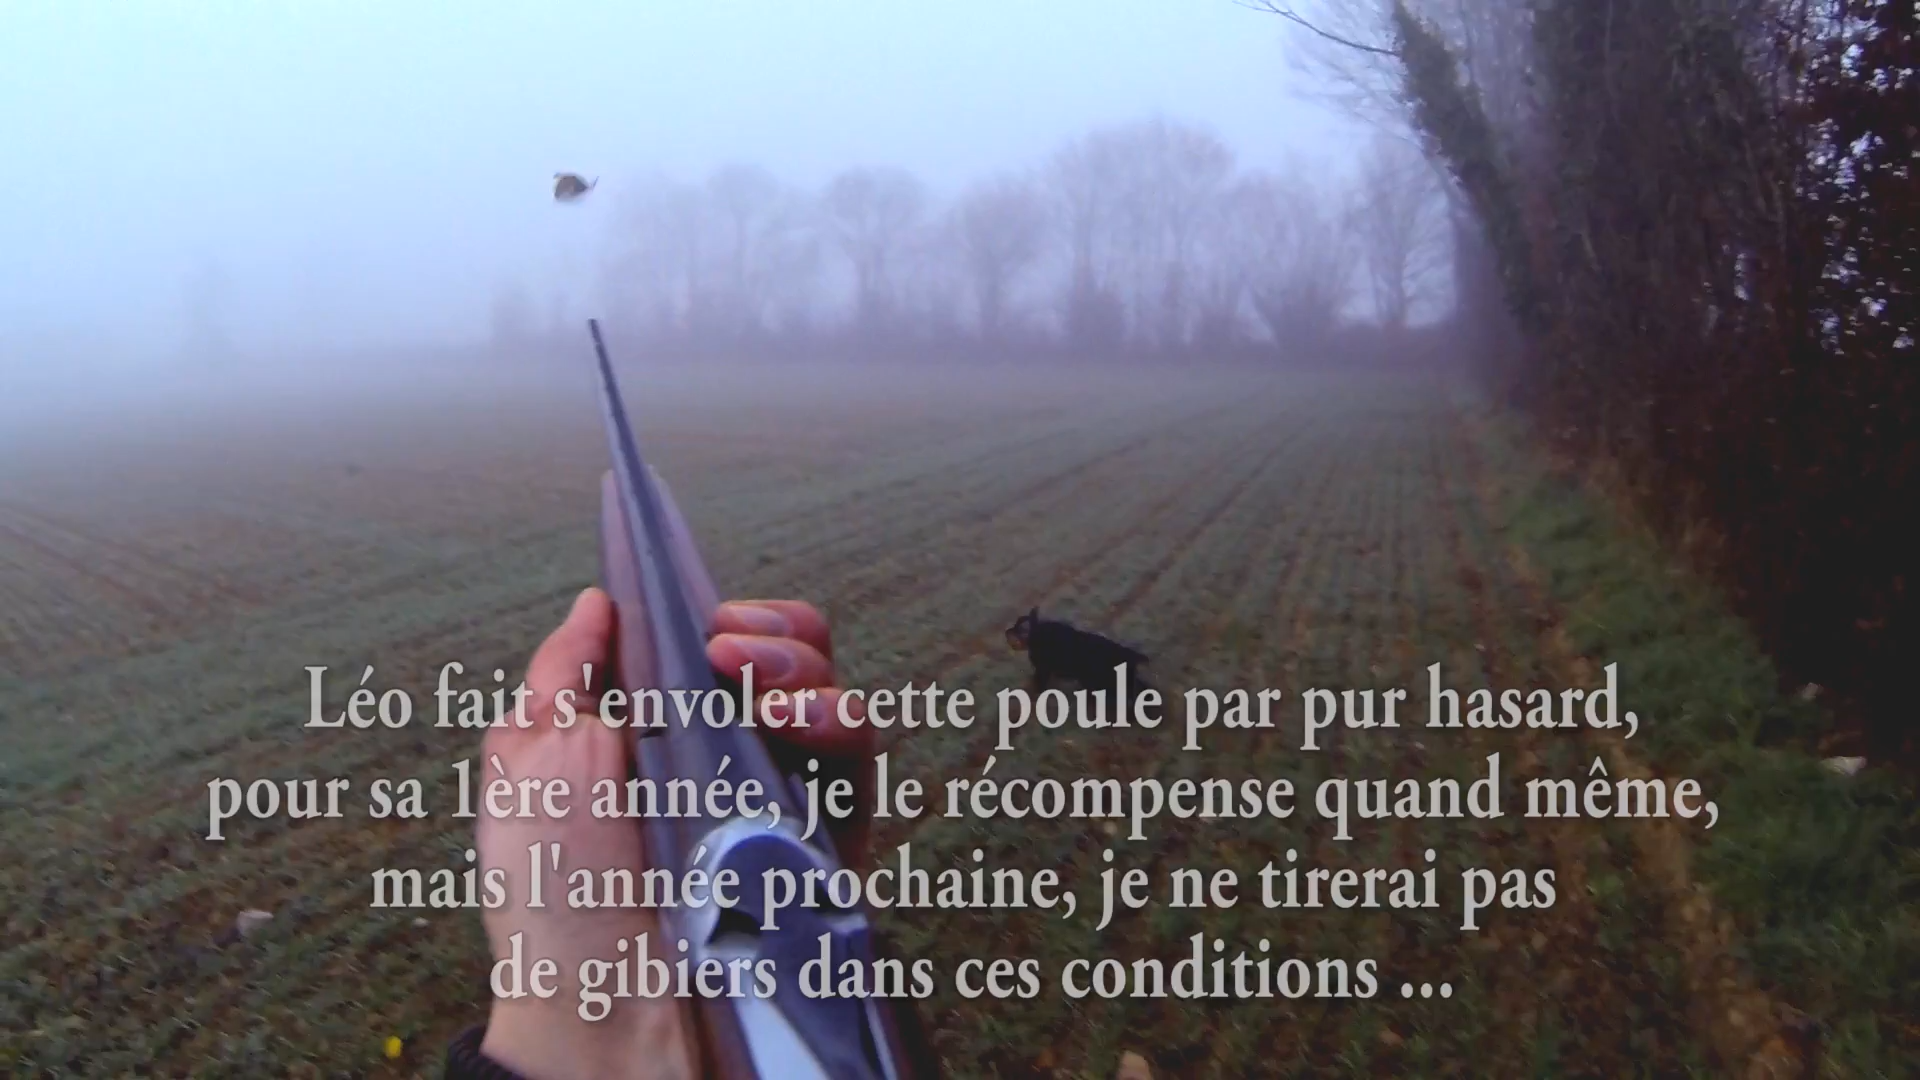 Léo fait s'envoler cette poule par pur hasard,
pour sa 1ère année, je le récompense quand même,
mais l'année prochaine, je ne tirerai pas
de gibiers dans ces conditions ...